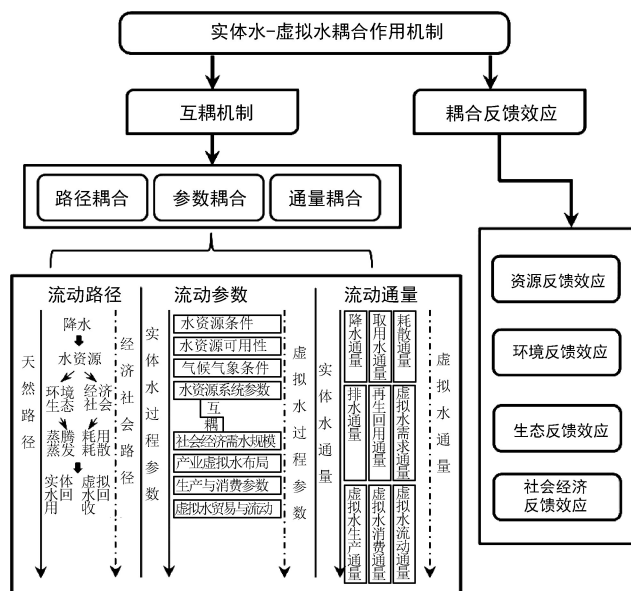 实体水-虚拟水耦合作用机制
互耦机制
耦合反馈效应
路径耦合
参数耦合
通量耦合
资源反馈效应
环境反馈效应
生态反馈效应
社会经济
反馈效应
流动路径
天然路径
降水
水资源
环境
生态
经济
社会
蒸腾
蒸发
耗用
耗散
实体
水回
用
虚拟
水回
收
经济社会路径
流动参数
实体水过程参数
水资源条件
水资源可用性
气候气象条件
水资源系统参数
互
耦
社会经济需水规模
产业虚拟水布局
生产与消费参数
虚拟水贸易与流动
虚拟水过程参数
流动通量
实体水通量
降水通量
取用水通量
耗散通量
排水通量
再生回用通量
虚拟水需求通量
虚拟水生产通量
虚拟水消费通量
虚拟水流动通量
虚拟水通量